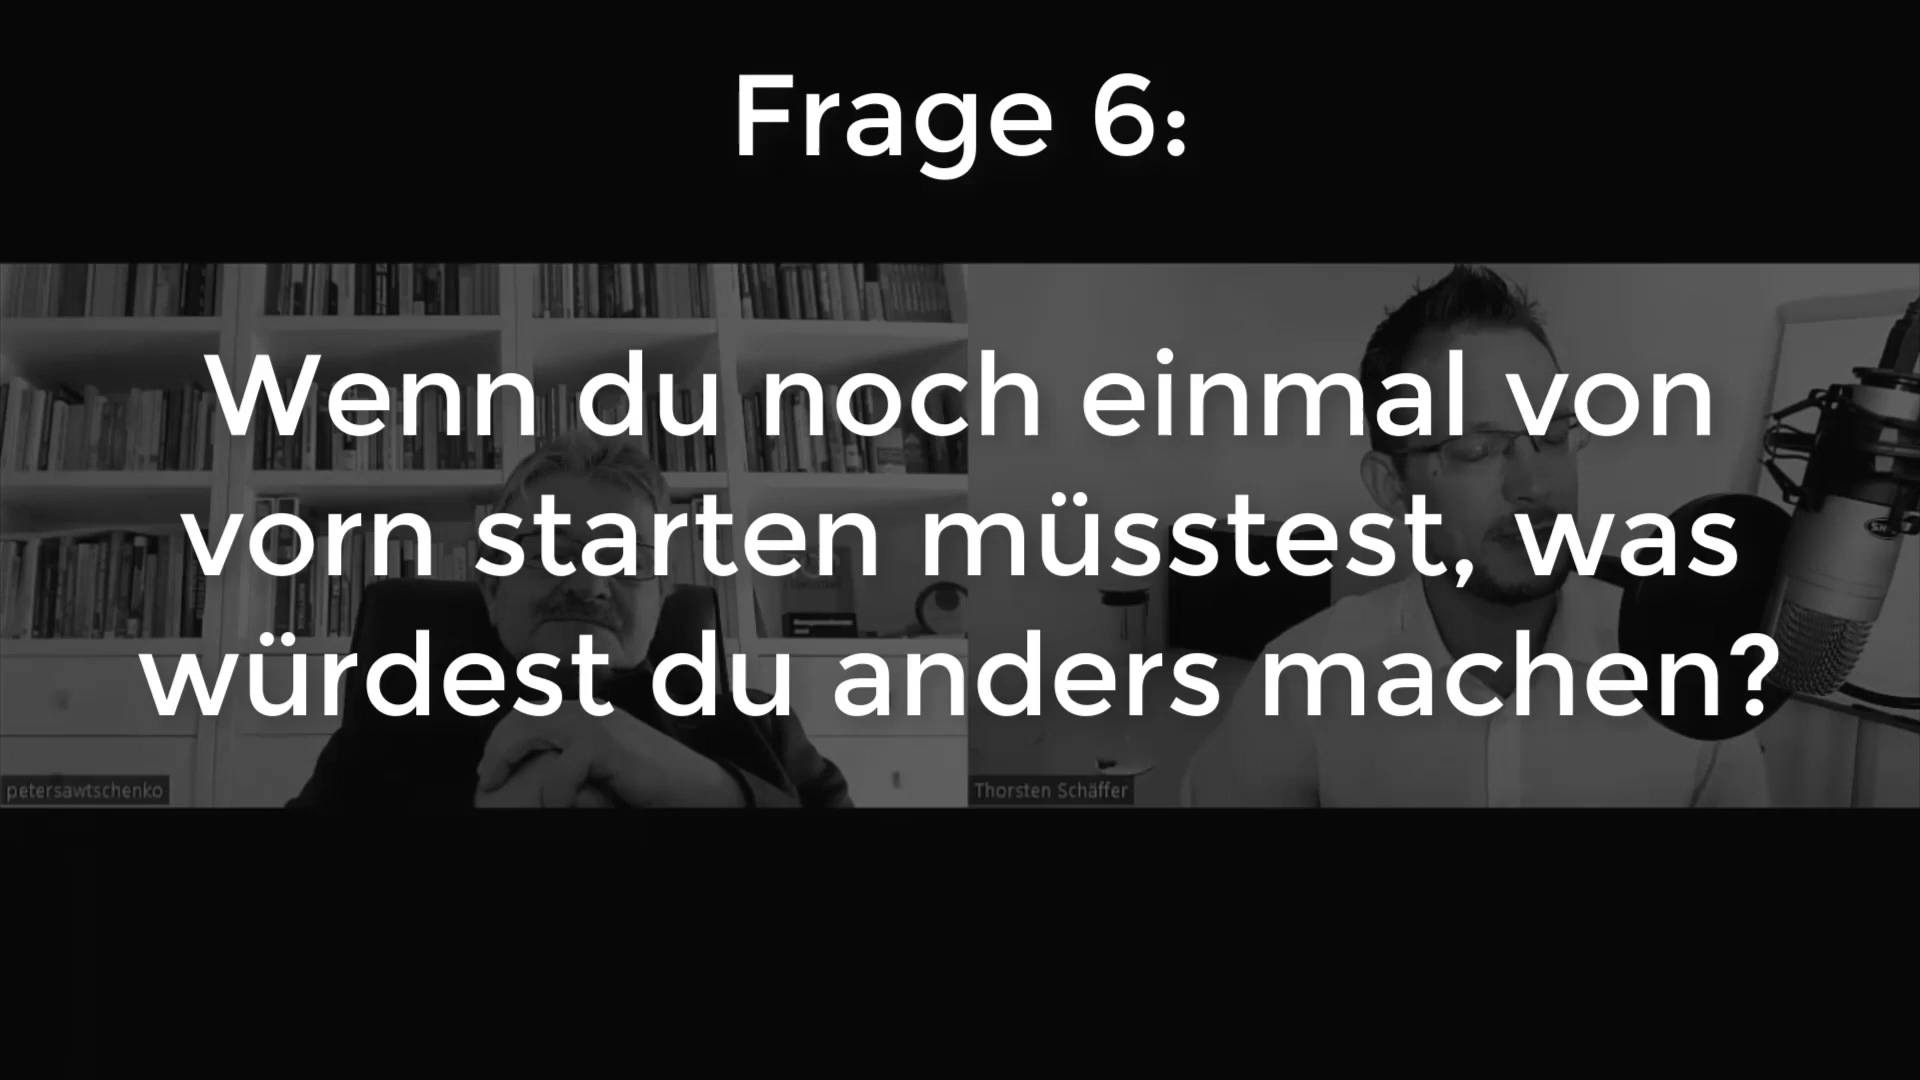 Frage 6:
Wenn du noch einmal von
vorn starten müsstest, was
würdest du anders machen?
petersawtschenko
Thorsten Schäffer